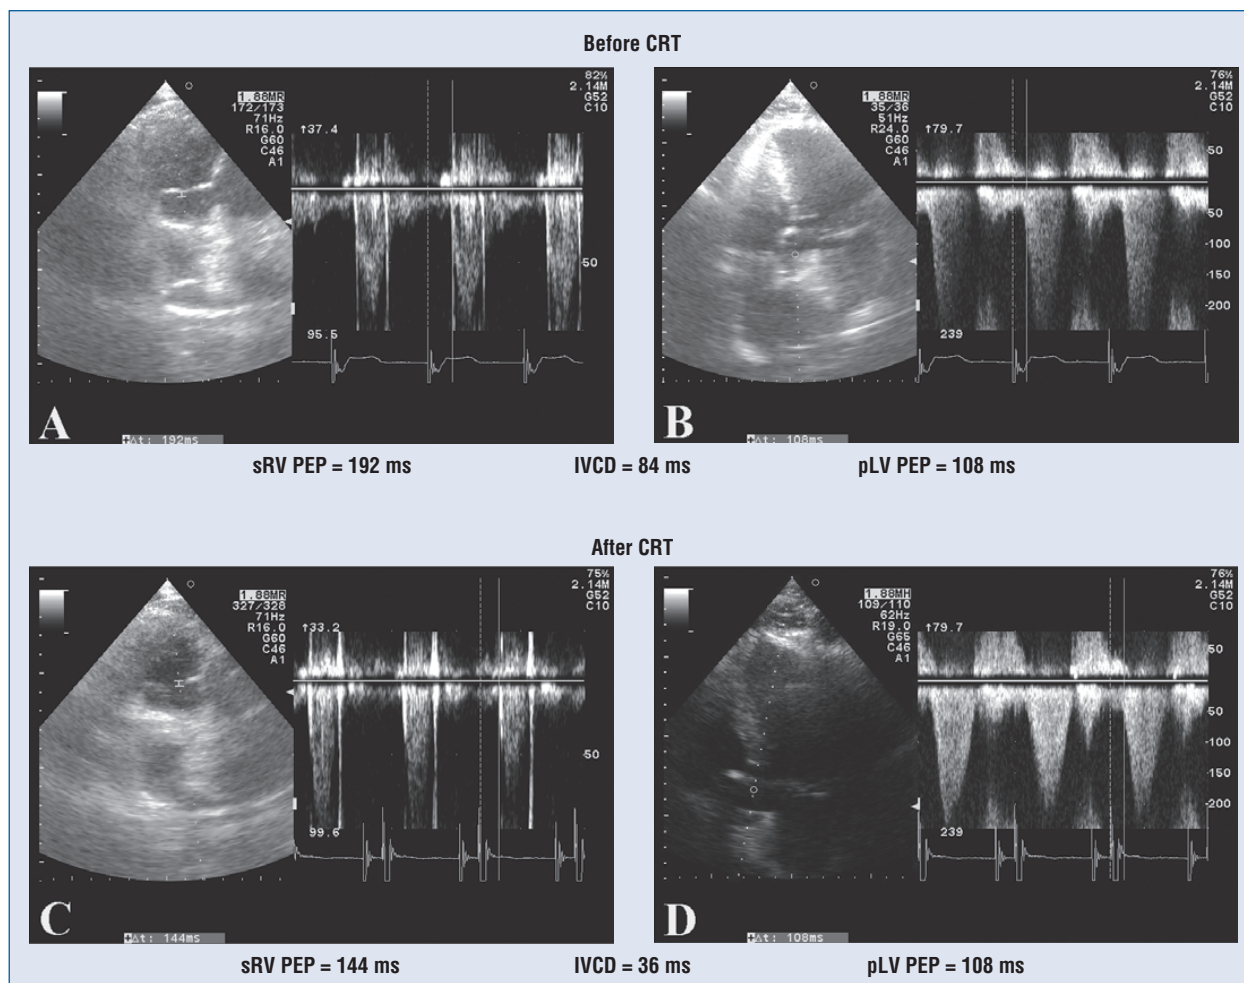 Before CRT
82%
2.14M
G52
C10
1.88MR
172/173
71Hz
R16.0
G60
C46
A1
↑37.4
50
95.5
A
+Δt: 192ms
76%
2.14M
G52
C10
1.88MR
35/36
51Hz
R24.0
G60
C46
A1
↑79.7
50
50
100
150
200
239
B
+Δt: 108ms
sRV PEP = 192 ms IVCD = 84 ms pLV PEP = 108 ms
After CRT
75%
2.14M
G52
C10
1.88MR
327/328
71Hz
R16.0
G60
C46
A1
↑33.2
50
99.6
C
+Δt: 144ms
76%
2.14M
G52
C10
1.88MH
109/110
62Hz
R19.0
G65
C46
A1
↑79.7
50
50
100
150
200
239
D
+Δt: 108ms
sRV PEP = 144 ms IVCD = 36 ms pLV PEP = 108 ms